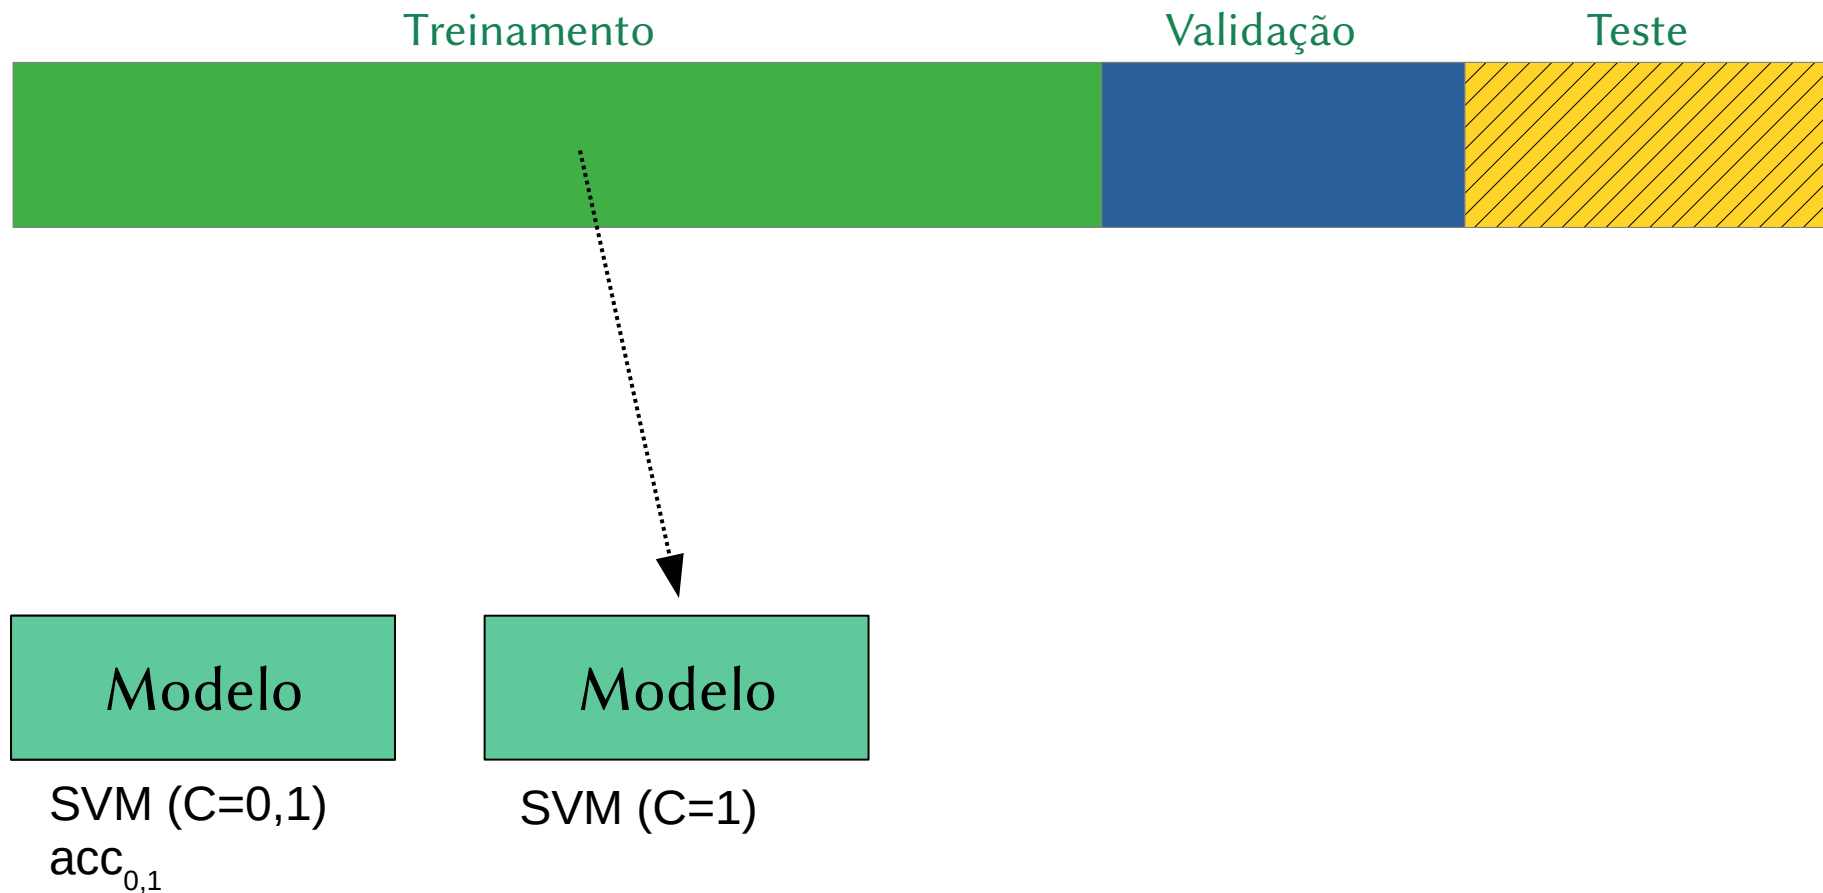 Treinamento Validação Teste
Modelo Modelo
SVM (C=0,1) SVM (C=1)
acc0,1